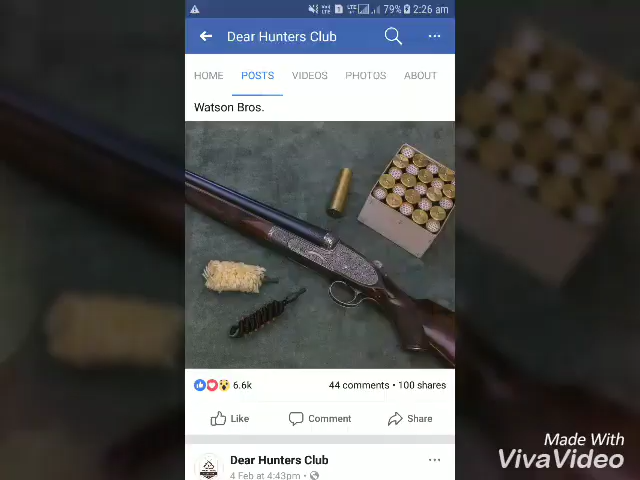 79% 2:26 am
Dear Hunters Club
HOME POSTS VIDEOS PHOTOS ABOUT
Watson Bros.
6.6k 44 comments • 100 shares
Like Comment Share
Dear Hunters Club
4 Feb at 4:43pm •
Made With
VivaVideo